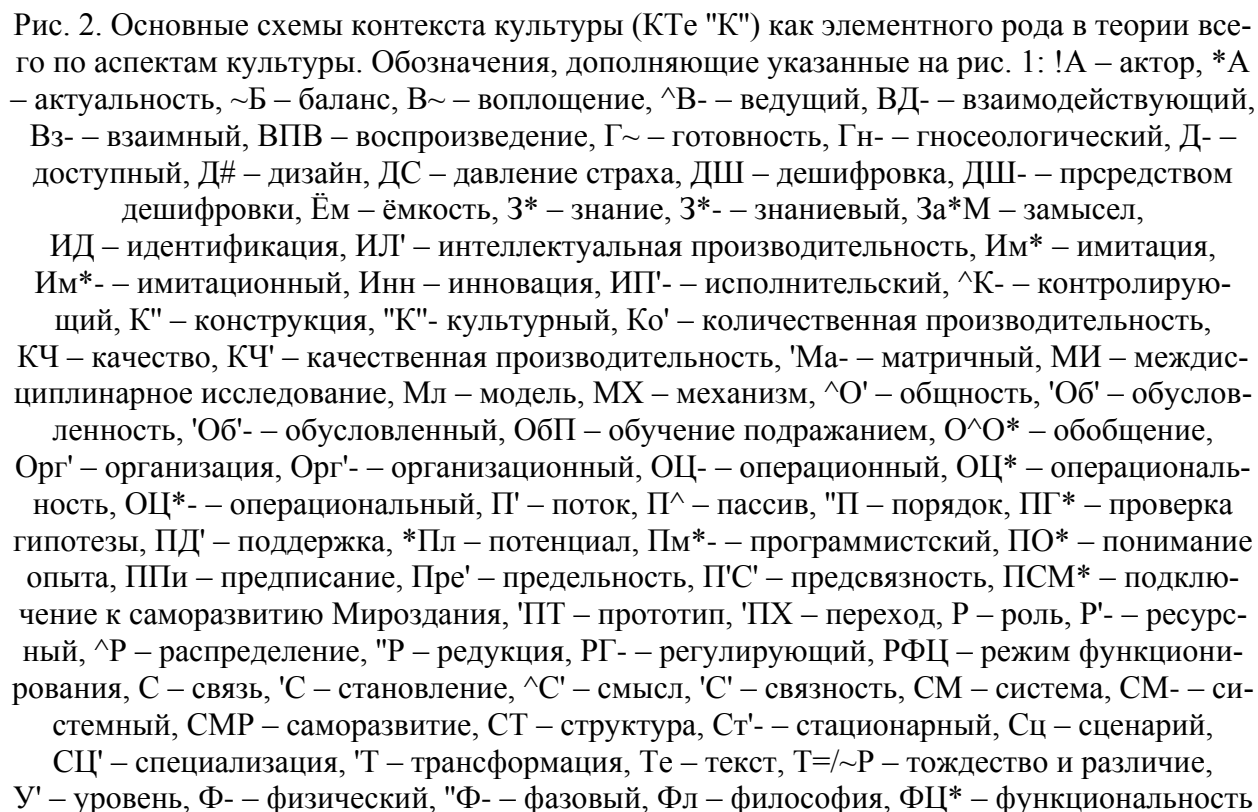 Рис. 2. Основные схемы контекста культуры (КТе "К") как элементного рода в теории все-
го по аспектам культуры. Обозначения, дополняющие указанные на рис. 1: !А – актор, *А
– актуальность, ~Б – баланс, В~ – воплощение, ^В- – ведущий, ВД- – взаимодействующий,
Вз- – взаимный, ВПВ – воспроизведение, Г~ – готовность, Гн- – гносеологический, Д- –
доступный, Д# – дизайн, ДС – давление страха, ДШ – дешифровка, ДШ- – прсредством
дешифровки, Ём – ёмкость, З* – знание, З*- – знаниевый, За*М – замысел,
ИД – идентификация, ИЛ' – интеллектуальная производительность, Им* – имитация,
Им*- – имитационный, Инн – инновация, ИП'- – исполнительский, ^К- – контролирую-
щий, К" – конструкция, "К"- культурный, Ко' – количественная производительность,
КЧ – качество, КЧ' – качественная производительность, 'Ма- – матричный, МИ – междис-
циплинарное исследование, Мл – модель, МХ – механизм, ^О' – общность, 'Об' – обуслов-
ленность, 'Об'- – обусловленный, ОбП – обучение подражанием, О^О* – обобщение,
Орг' – организация, Орг'- – организационный, ОЦ- – операционный, ОЦ* – операциональ-
ность, ОЦ*- – операциональный, П' – поток, П^ – пассив, "П – порядок, ПГ* – проверка
гипотезы, ПД' – поддержка, *Пл – потенциал, Пм*- – программистский, ПО* – понимание
опыта, ППи – предписание, Пре' – предельность, П'С' – предсвязность, ПСМ* – подклю-
чение к саморазвитию Мироздания, 'ПТ – прототип, 'ПХ – переход, Р – роль, Р'- – ресурс-
ный, ^Р – распределение, "Р – редукция, РГ- – регулирующий, РФЦ – режим функциони-
рования, С – связь, 'С – становление, ^С' – смысл, 'С' – связность, СМ – система, СМ- – си-
стемный, СМР – саморазвитие, СТ – структура, Ст'- – стационарный, Сц – сценарий,
СЦ' – специализация, 'Т – трансформация, Те – текст, Т=/~Р – тождество и различие,
У' – уровень, Ф- – физический, "Ф- – фазовый, Фл – философия, ФЦ* – функциональность